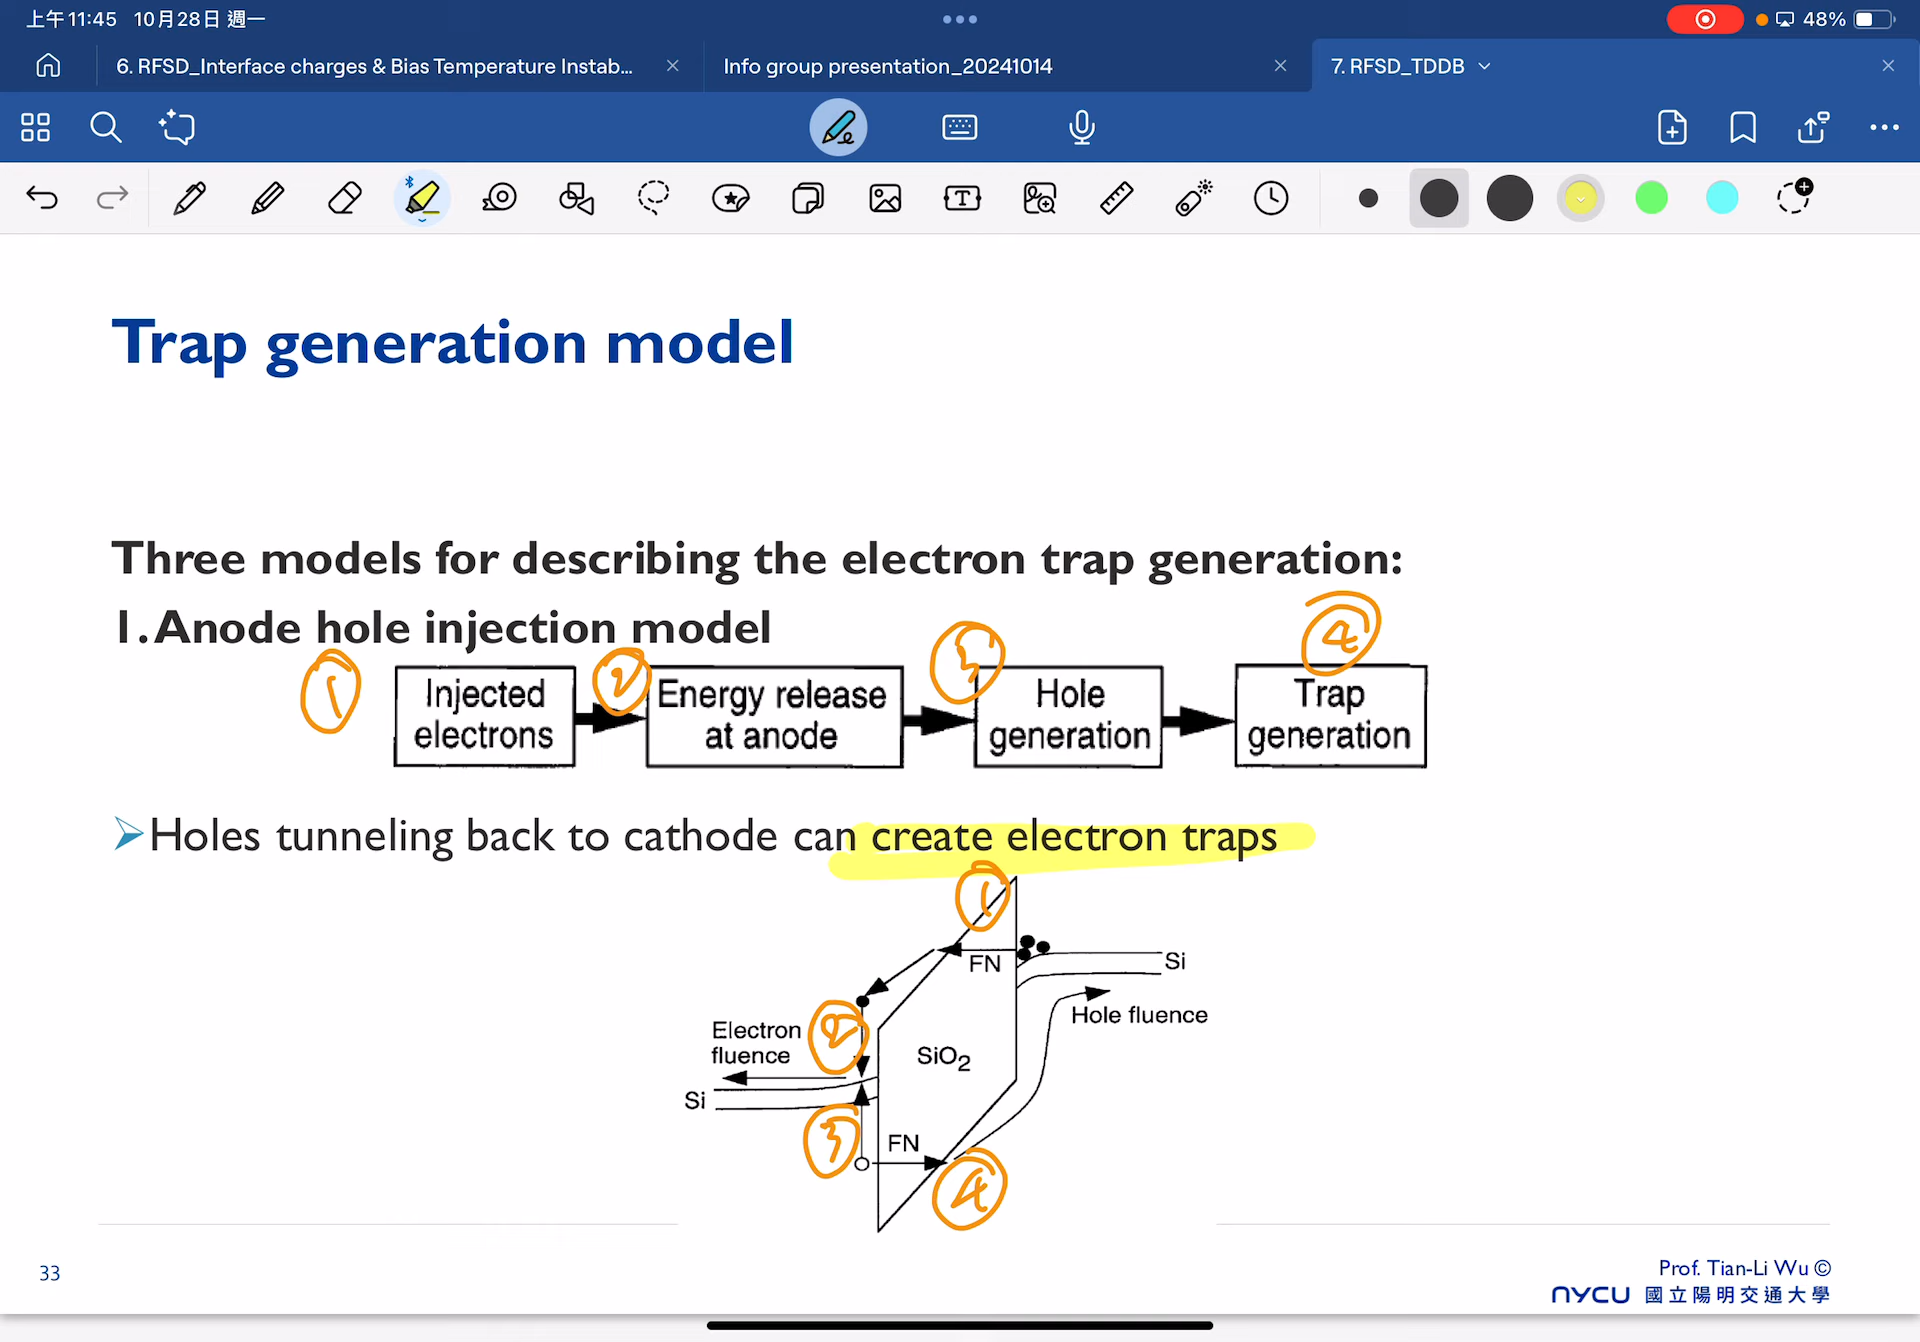 上午11:45 10月28日 週一
48%
6. RFSD_Interface charges & Bias Temperature Instab...
Info group presentation_20241014
7. RFSD_TDDB
Trap generation model
Three models for describing the electron trap generation:
1. Anode hole injection model
1
2
3
4
Injected
electrons
Energy release
at anode
Hole
generation
Trap
generation
Holes tunneling back to cathode can create electron traps
1
FN
Si
Hole fluence
2
Electron
fluence
SiO2
Si
3
FN
4
33
Prof. Tian-Li Wu ©
NYCU 國立陽明交通大學